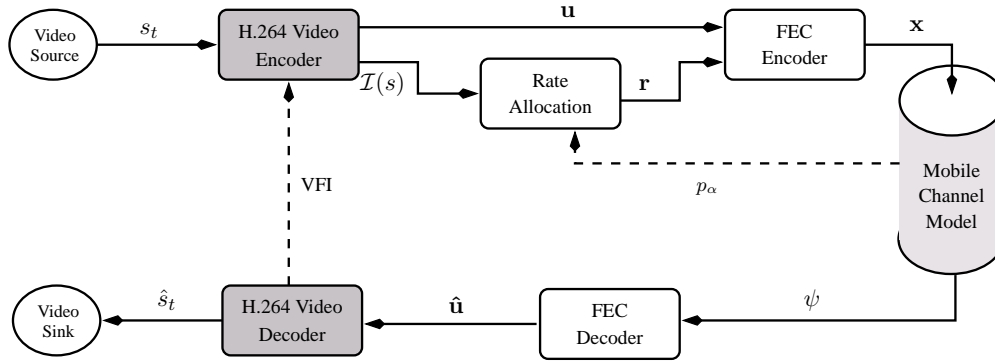 Video
Source
s_t
H.264 Video
Encoder
u
I(s)
Rate
Allocation
r
FEC
Encoder
x
Mobile
Channel
Model
p_α
VFI
Video
Sink
ŝ_t
H.264 Video
Decoder
û
FEC
Decoder
ψ